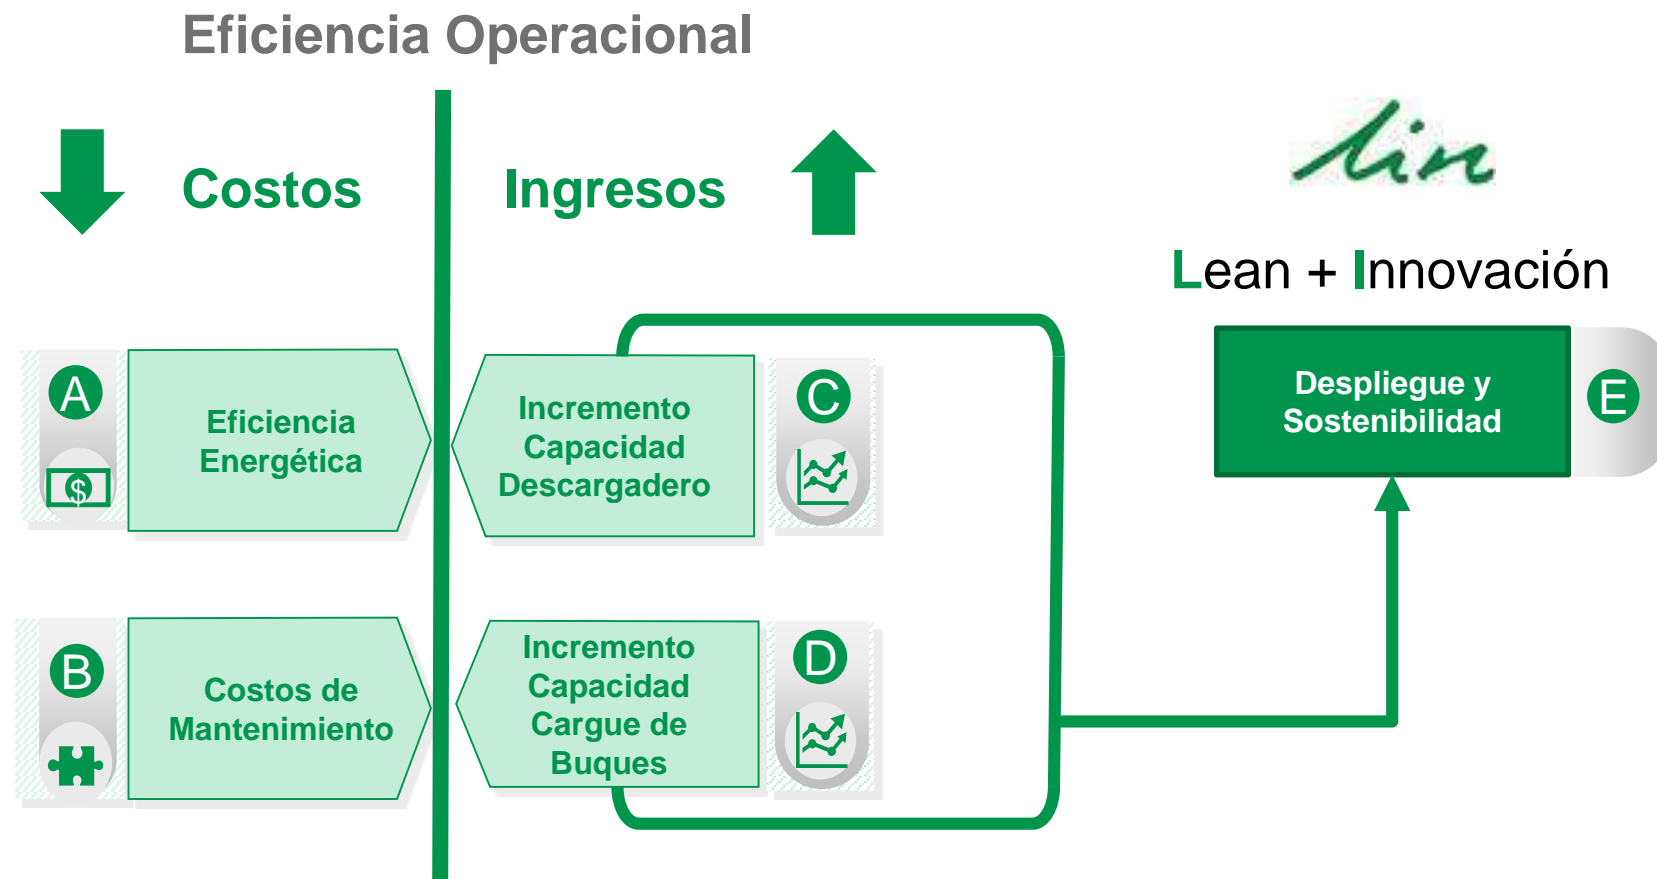 Eficiencia Operacional
Costos
Ingresos
lin
Lean + Innovación
A
Eficiencia
Energética
$
Incremento
Capacidad
Descargadero
C
Despliegue y
Sostenibilidad
E
B
Costos de
Mantenimiento
Incremento
Capacidad
Cargue de
Buques
D